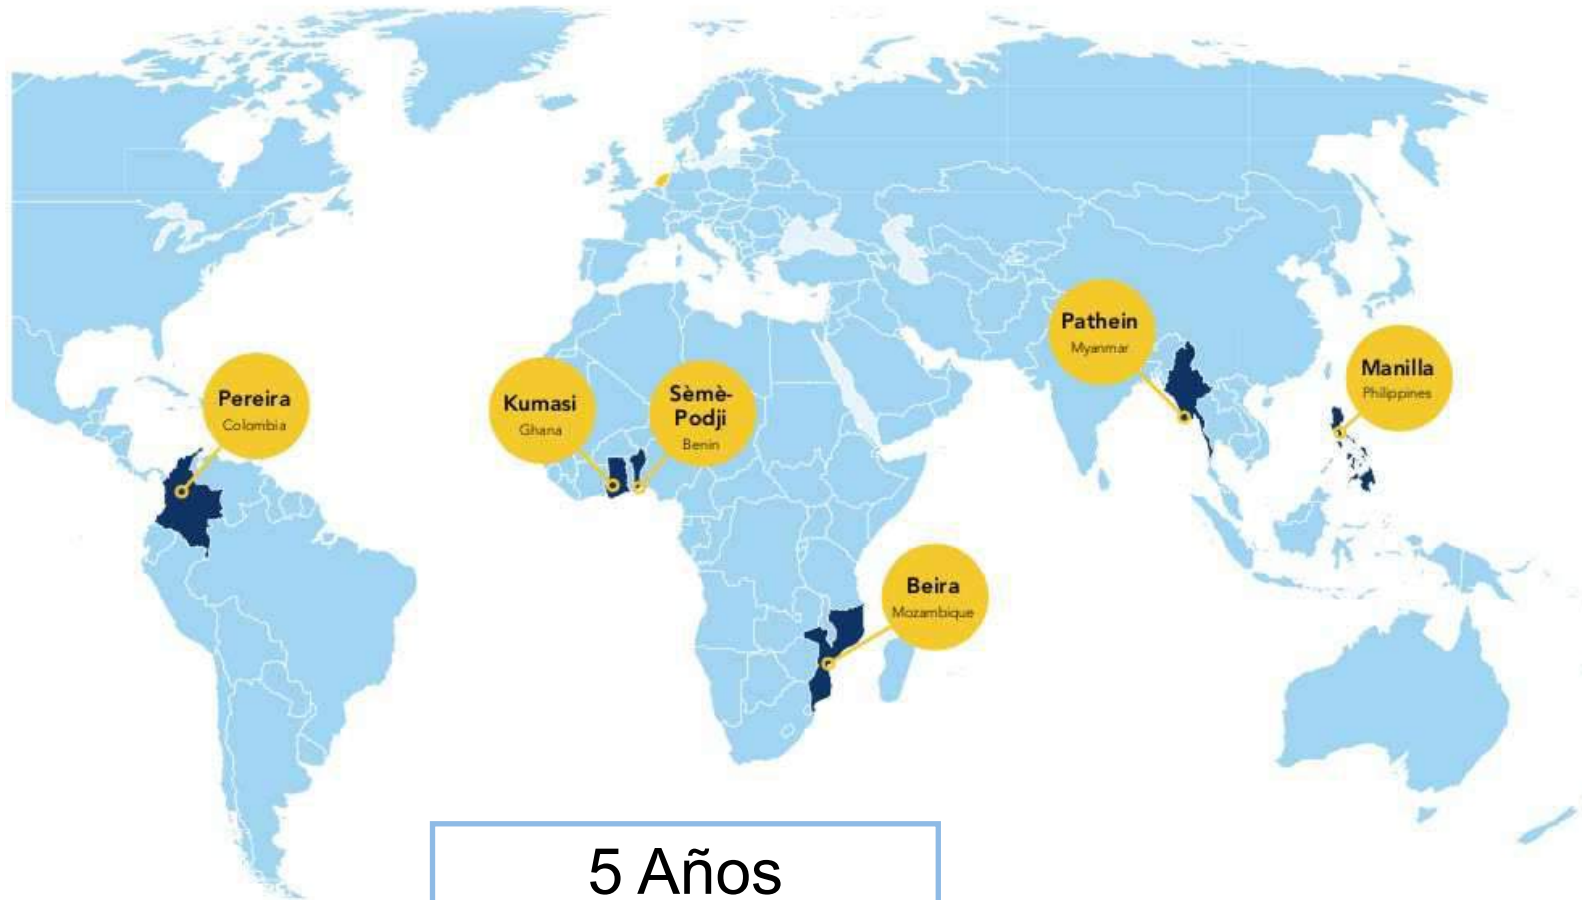 Pereira
Colombia
Kumasi
Ghana
Sèmè-
Podji
Benin
Pathein
Myanmar
Manilla
Philippines
Beira
Mozambique
5 Años